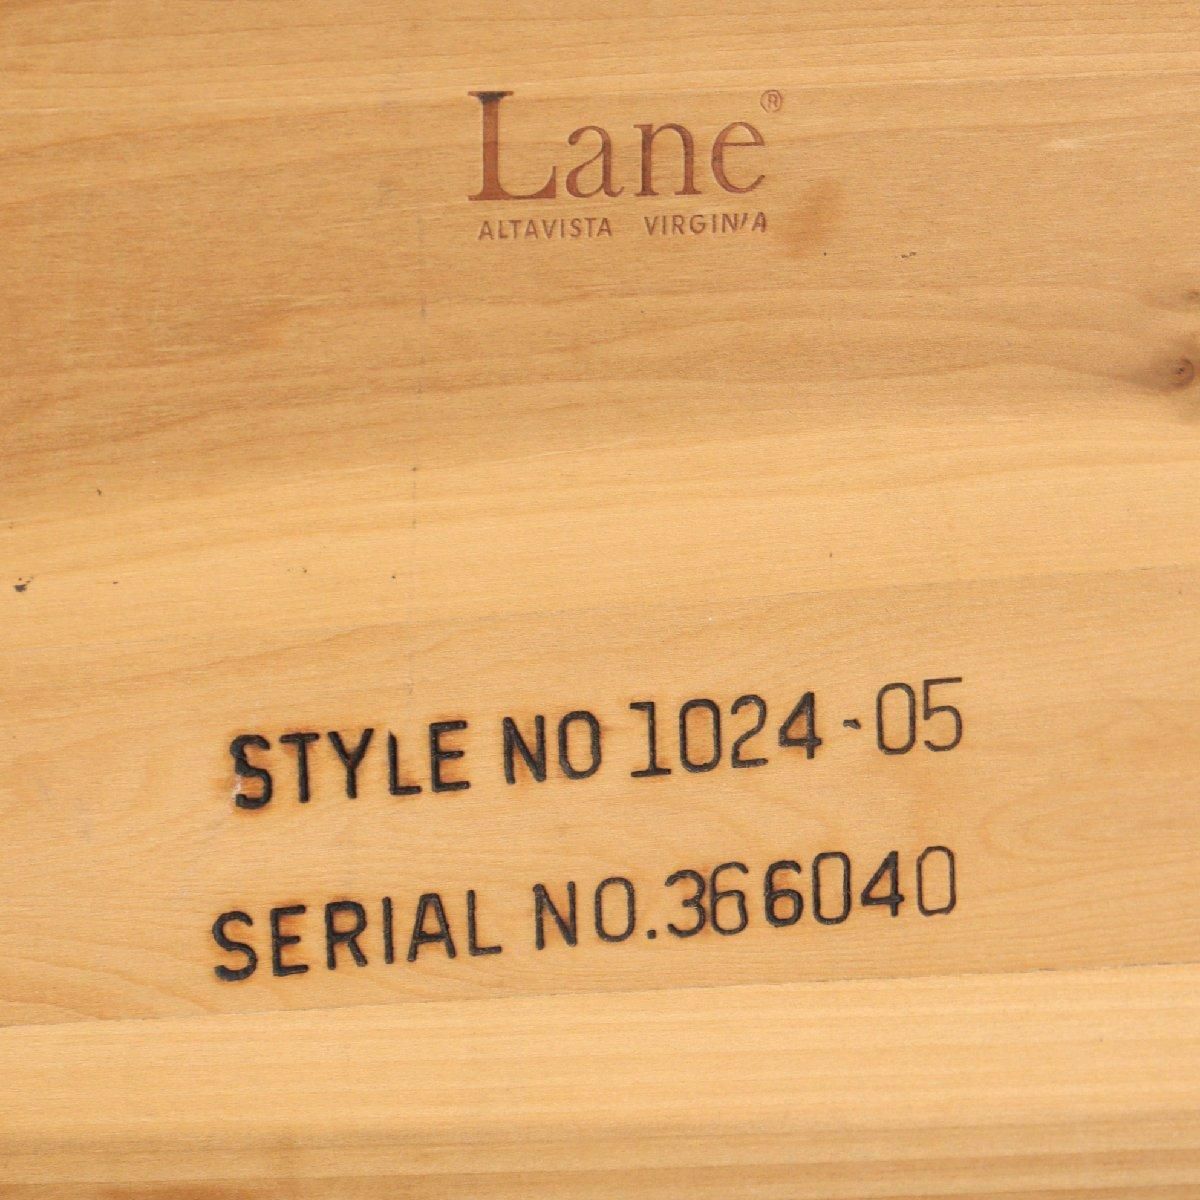 Lane®
ALTAVISTA VIRGINIA
STYLE NO 1024-05
SERIAL NO.366040